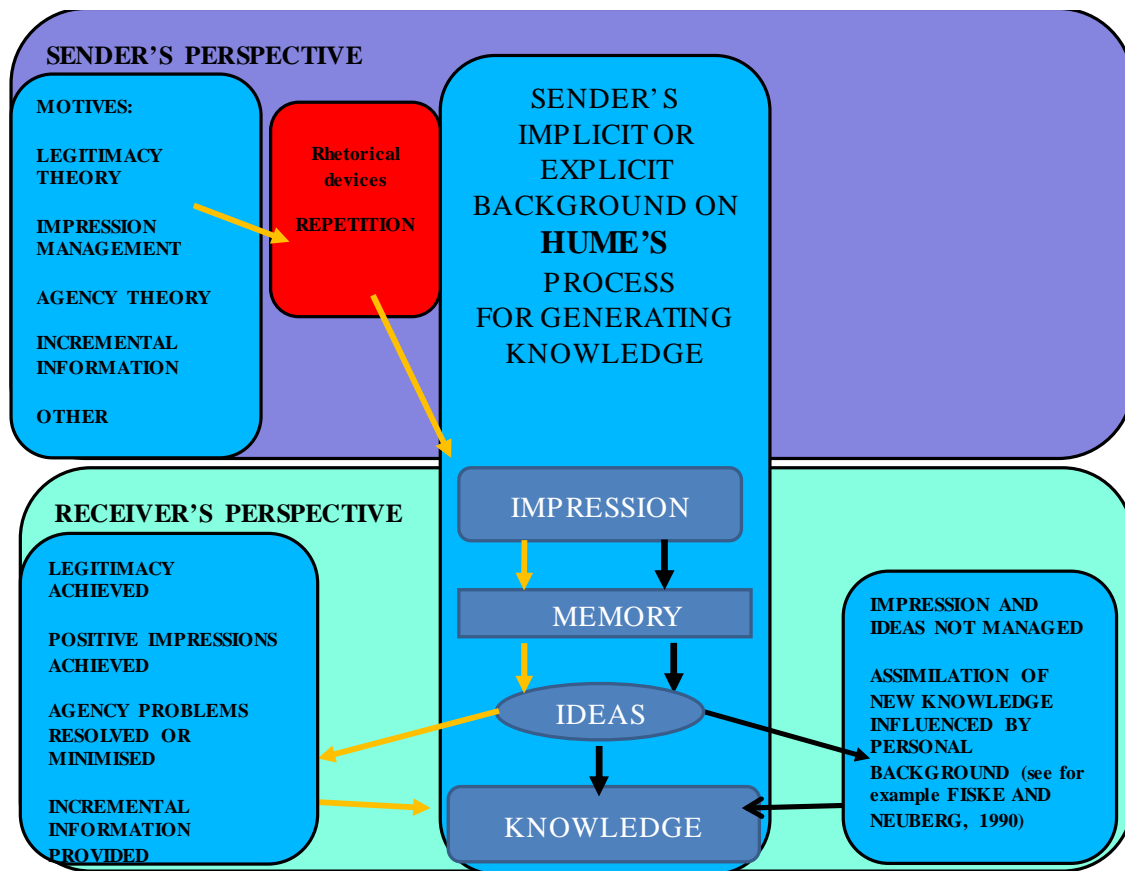 SENDER'S PERSPECTIVE
MOTIVES:
LEGITIMACY
THEORY
IMPRESSION
MANAGEMENT
AGENCY THEORY
INCREMENTAL
INFORMATION
OTHER
Rhetorical
devices
REPETITION
SENDER'S
IMPLICIT OR
EXPLICIT
BACKGROUND ON
HUME'S
PROCESS
FOR GENERATING
KNOWLEDGE
RECEIVER'S PERSPECTIVE
LEGITIMACY
ACHIEVED
POSITIVE IMPRESSIONS
ACHIEVED
AGENCY PROBLEMS
RESOLVED OR
MINIMISED
INCREMENTAL
INFORMATION
PROVIDED
IMPRESSION
MEMORY
IDEAS
KNOWLEDGE
IMPRESSION AND
IDEAS NOT MANAGED
ASSIMILATION OF
NEW KNOWLEDGE
INFLUENCED BY
PERSONAL
BACKGROUND (see for
example FISKE AND
NEUBERG, 1990)